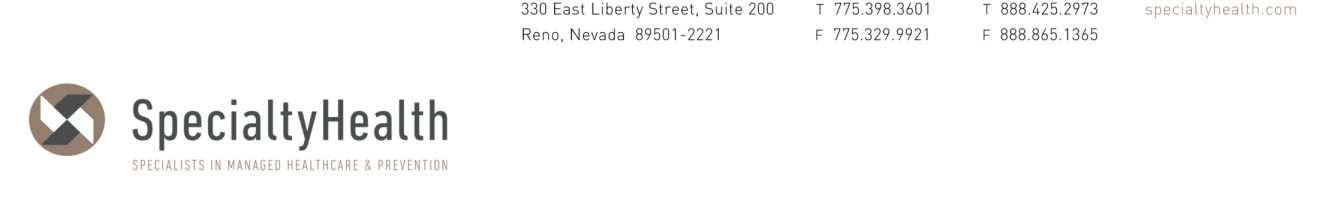 330 East Liberty Street, Suite 200 T 775.398.3601 T 888.425.2973 specialtyhealth.com
Reno, Nevada 89501-2221 F 775.329.9921 F 888.865.1365
SpecialtyHealth
SPECIALISTS IN MANAGED HEALTHCARE & PREVENTION